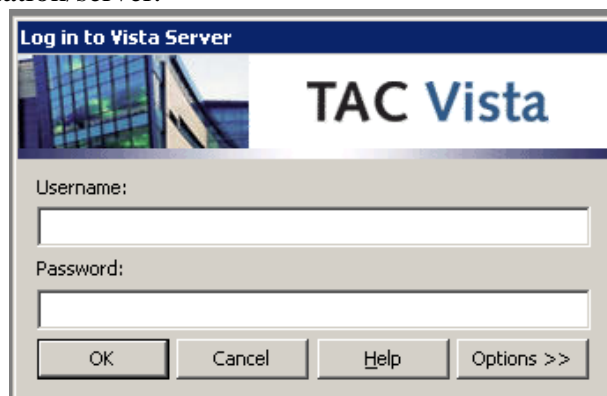 Log in to Vista Server
TAC Vista
Username:
Password:
OK Cancel Help Options >>